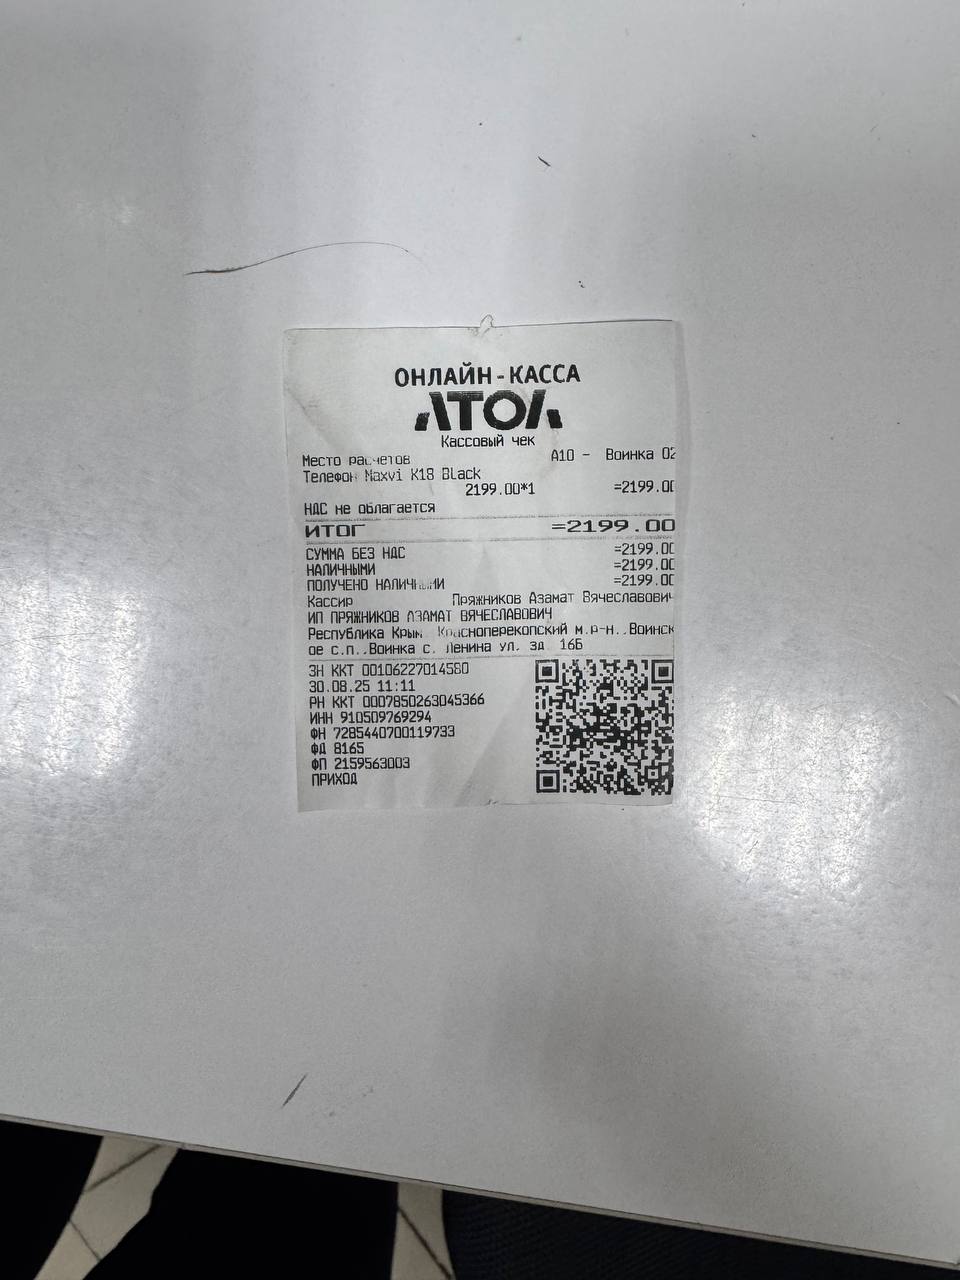 ОНЛАЙН-КАССА
АТОЛ
Кассовый чек
Место расчетов А10 - Воинка 02
Телефон Maxvi K18 Black
2199.00*1 =2199.00
НДС не облагается
ИТОГ =2199.00
СУММА БЕЗ НДС =2199.00
НАЛИЧНЫМИ =2199.00
ПОЛУЧЕНО НАЛИЧНЫМИ =2199.00
Кассир Пряжников Азамат Вячеславович
ИП ПРЯЖНИКОВ АЗАМАТ ВЯЧЕСЛАВОВИЧ
Республика Крым Красноперекопский м.р-н.,Воинск
ое с.п.,Воинка с. Ленина ул. зд 16Б
ЗН ККТ 00106227014580
30.08.25 11:11
РН ККТ 0007850263045366
ИНН 910509769294
ФН 7285440700119733
ФД 8165
ФП 2159563003
ПРИХОД